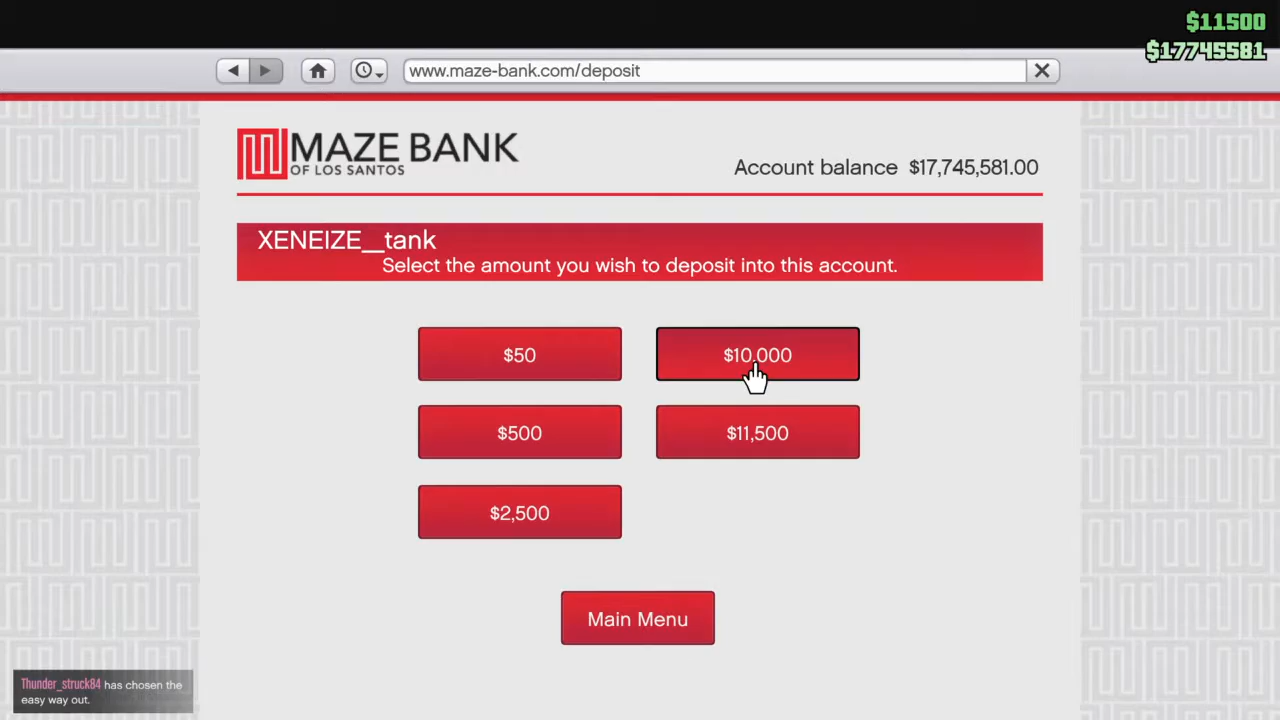 $11500
$17745581
www.maze-bank.com/deposit
MAZE BANK
OF LOS SANTOS
Account balance $17,745,581.00
XENEIZE__tank
Select the amount you wish to deposit into this account.
$50
$10,000
$500
$11,500
$2,500
Main Menu
Thunder_struck84 has chosen the
easy way out.